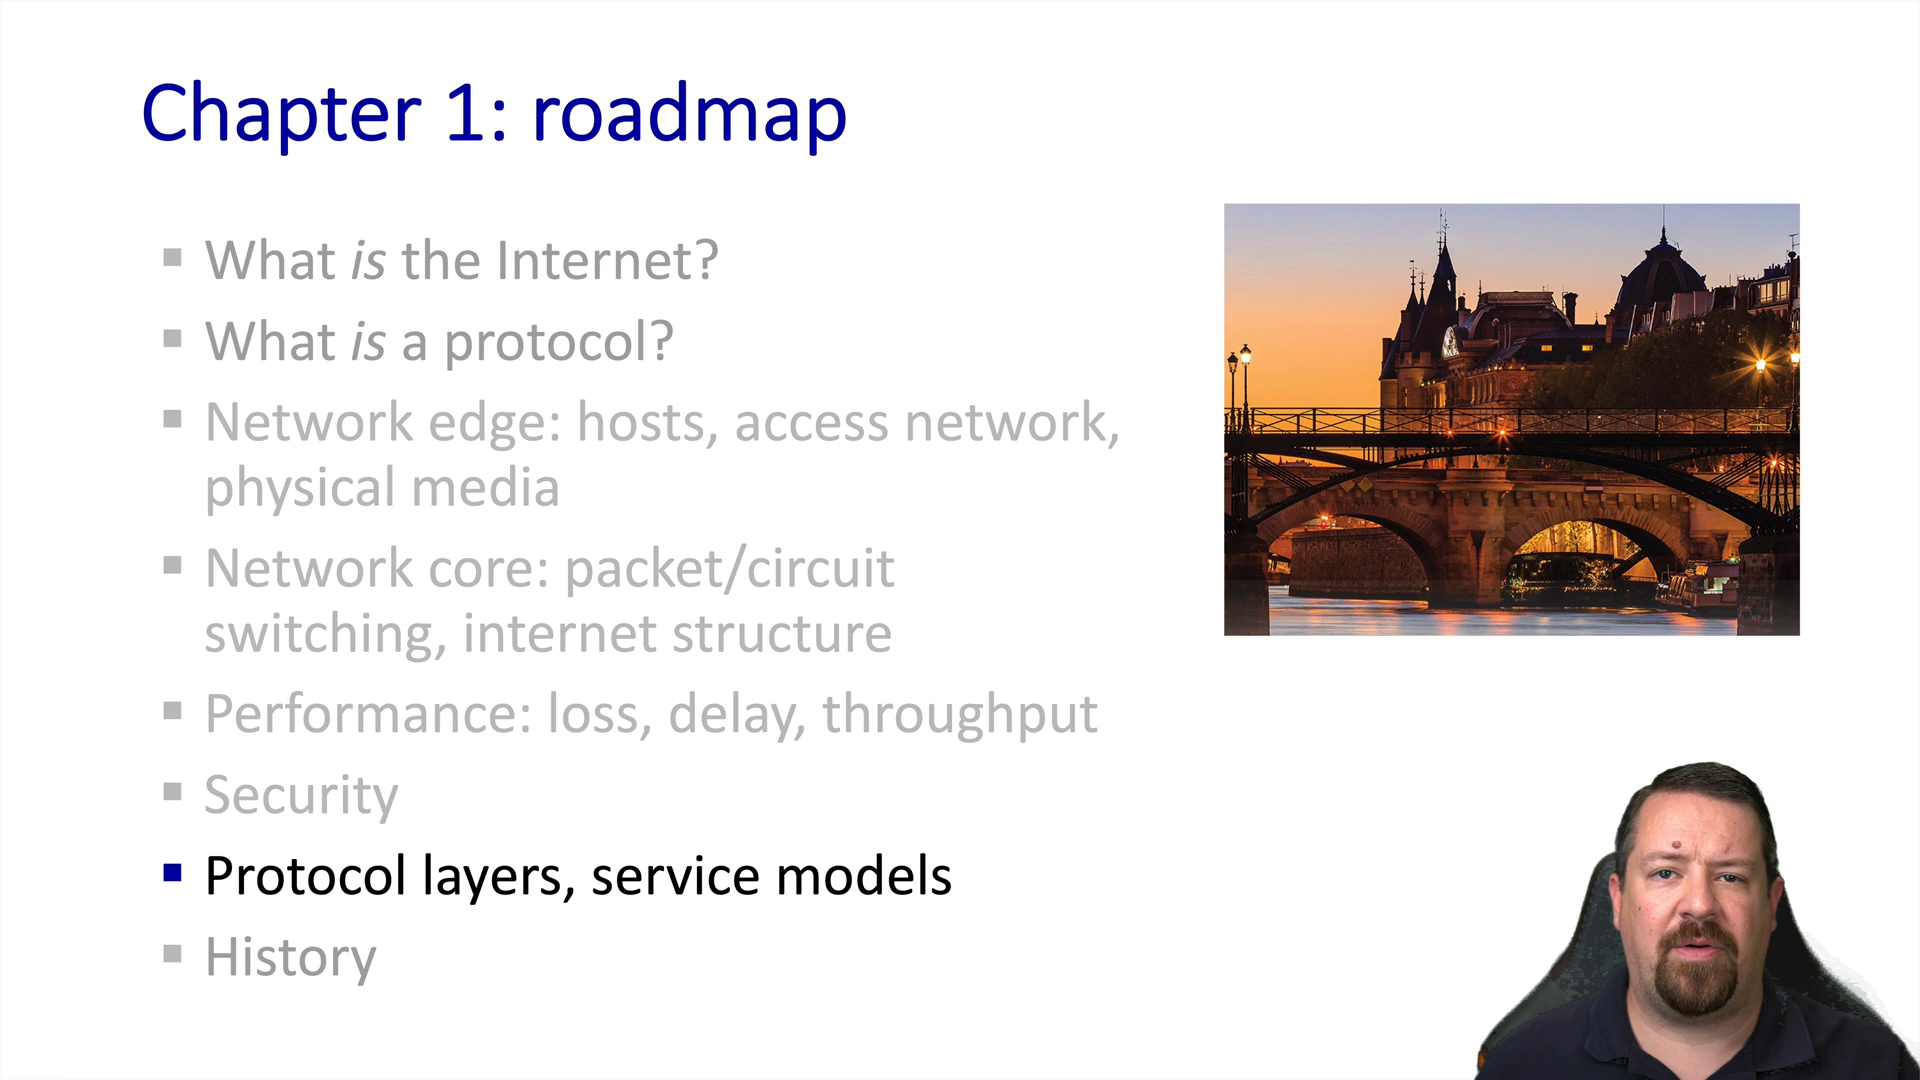 Chapter 1: roadmap
What is the Internet?
What is a protocol?
Network edge: hosts, access network,
physical media
Network core: packet/circuit
switching, internet structure
Performance: loss, delay, throughput
Security
Protocol layers, service models
History